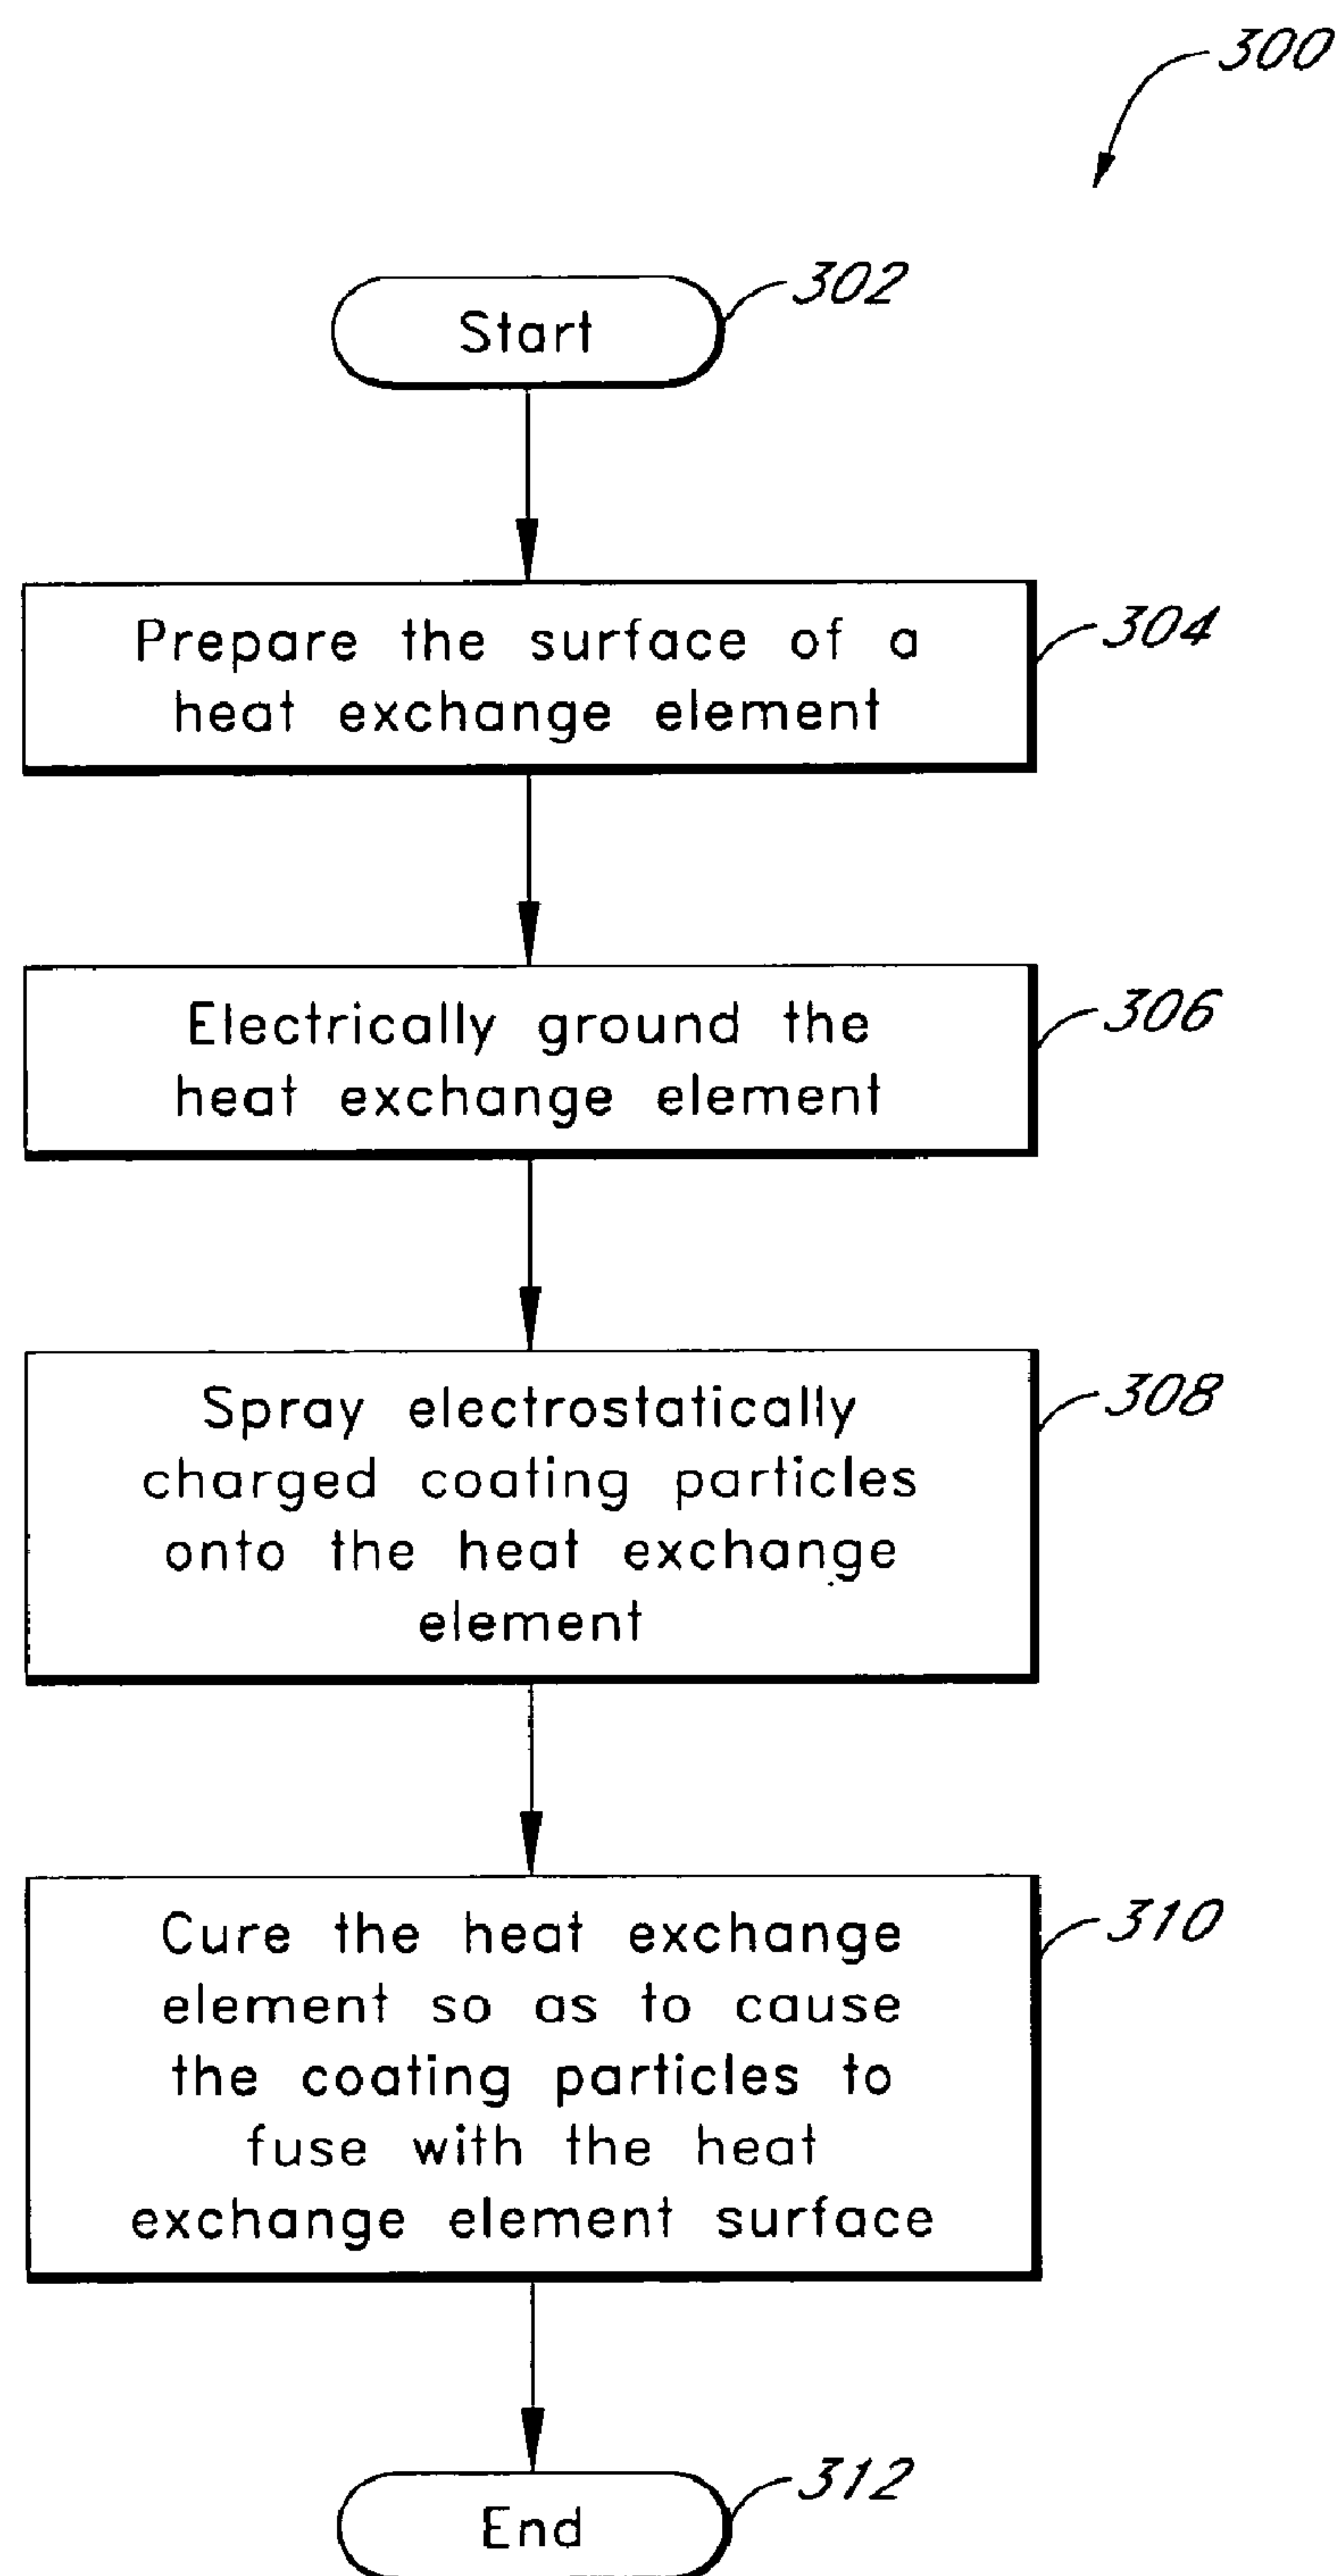 300
302
Start
304
Prepare the surface of a
heat exchange element
306
Electrically ground the
heat exchange element
308
Spray electrostatically
charged coating particles
onto the heat exchange
element
310
Cure the heat exchange
element so as to cause
the coating particles to
fuse with the heat
exchange element surface
312
End